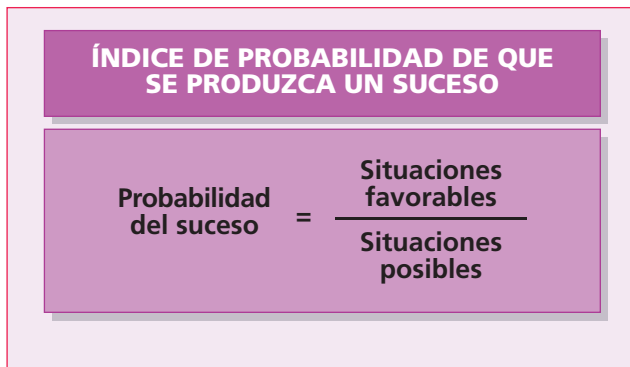 ÍNDICE DE PROBABILIDAD DE QUE
SE PRODUZCA UN SUCESO
Probabilidad
del suceso
=
Situaciones
favorables
Situaciones
posibles